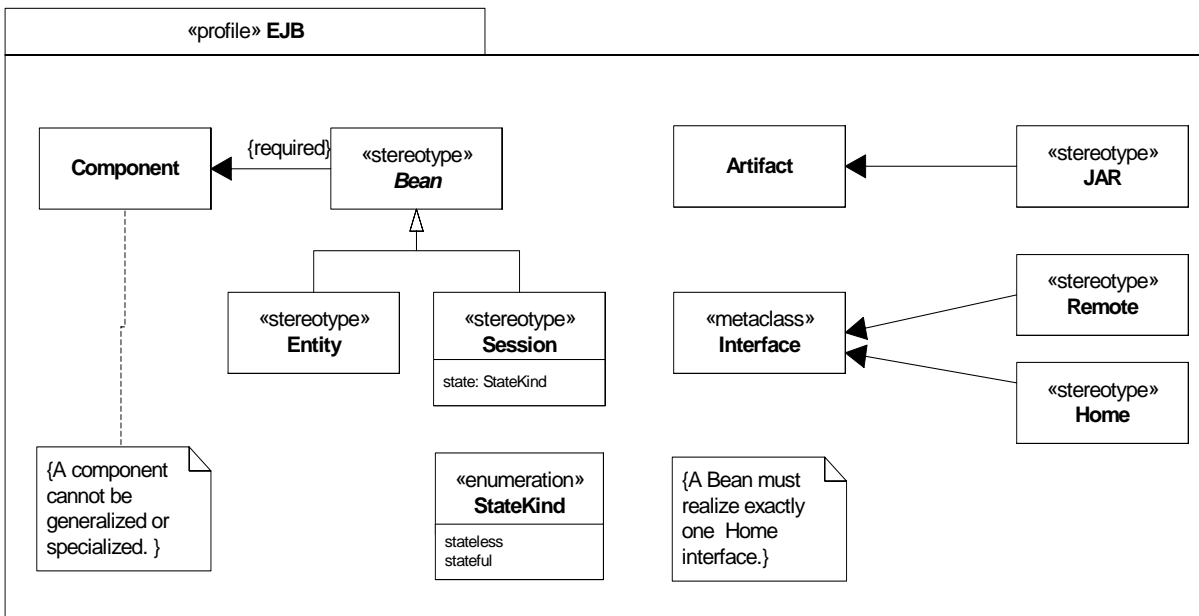 «profile» EJB
Component
{required}
«stereotype»
Bean
Artifact
«stereotype»
JAR
«stereotype»
Entity
«stereotype»
Session
state: StateKind
«metaclass»
Interface
«stereotype»
Remote
«stereotype»
Home
{A component
cannot be
generalized or
specialized. }
«enumeration»
StateKind
stateless
stateful
{A Bean must
realize exactly
one Home
interface.}